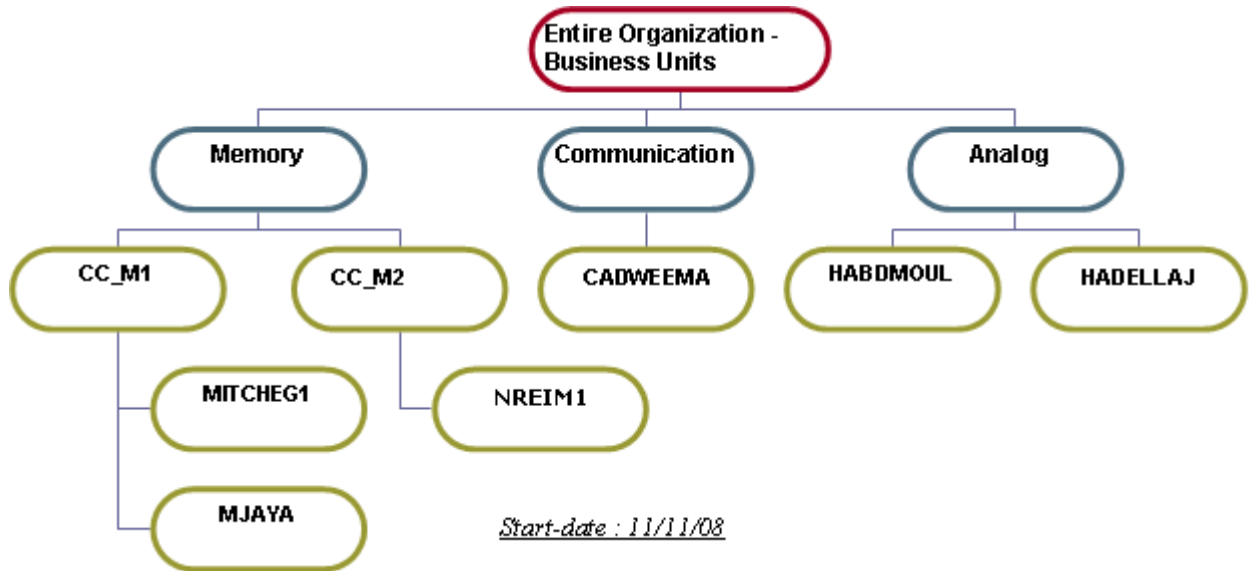 Entire Organization -
Business Units
Memory
Communication
Analog
CC_M1
CC_M2
CADWEEMA
HABDMOUL
HADELLAJ
MITCHEG1
NREIM1
MJAYA
Start-date : 11/11/08